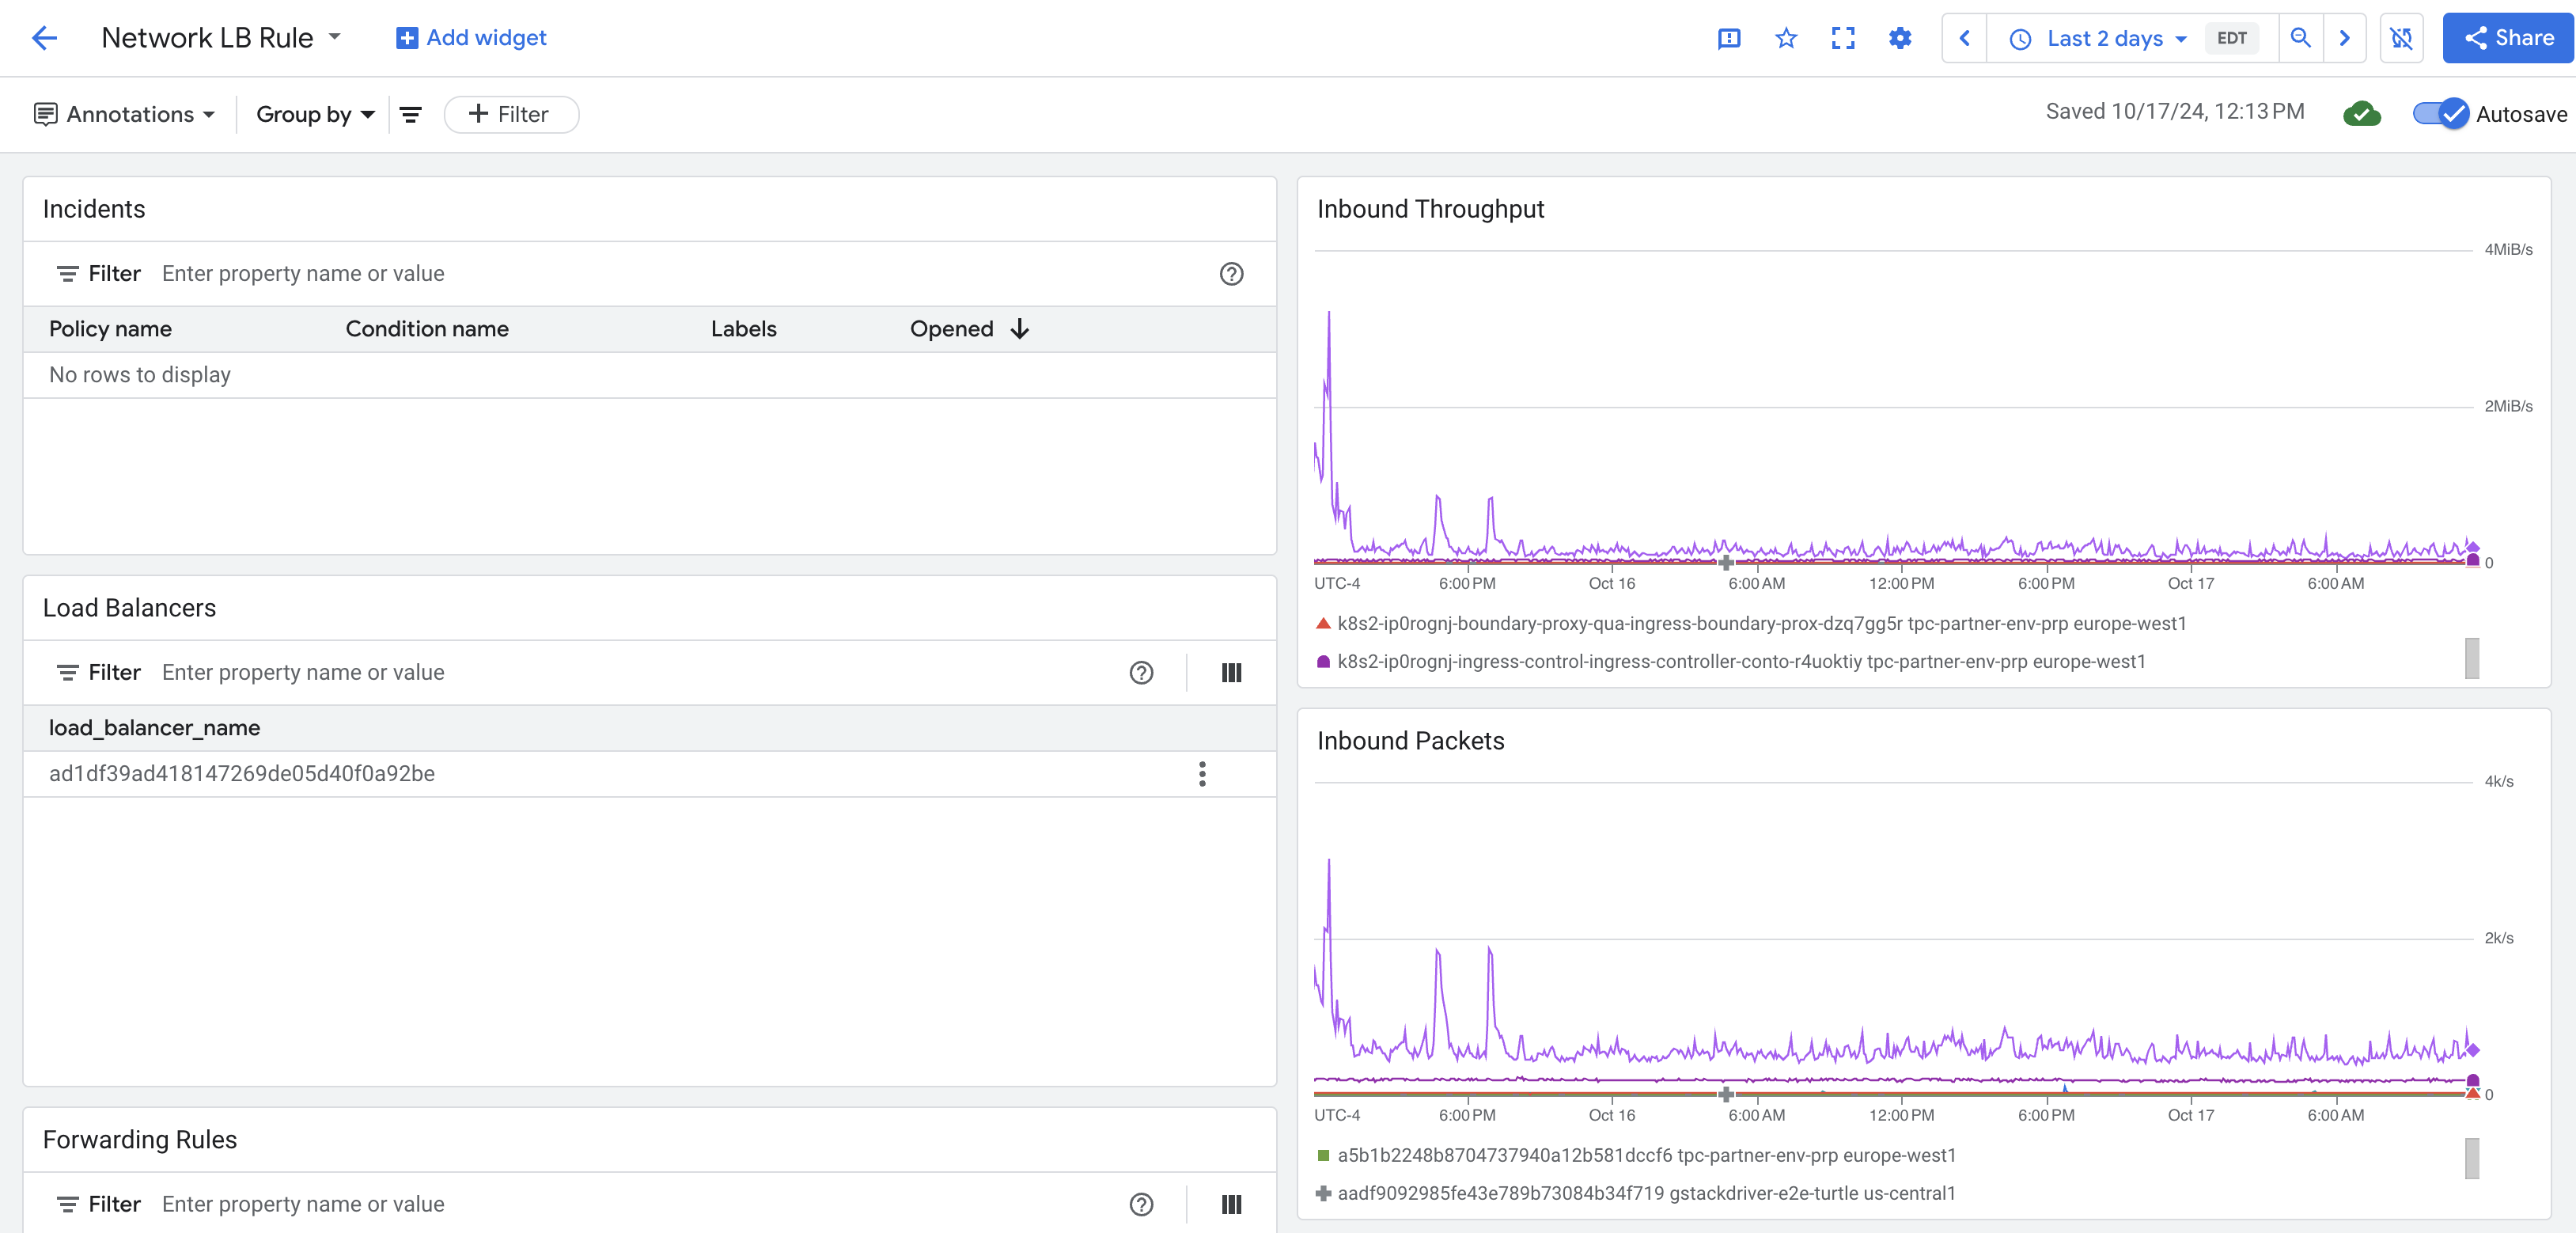 Network LB Rule
Add widget
Last 2 days
EDT
Share
Annotations
Group by
Filter
Saved 10/17/24, 12:13 PM
Autosave
Incidents
Filter Enter property name or value
Policy name Condition name Labels Opened
No rows to display
Load Balancers
Filter Enter property name or value
load_balancer_name
ad1df39ad418147269de05d40f0a92be
Forwarding Rules
Filter Enter property name or value
Inbound Throughput
4MiB/s
2MiB/s
0
UTC-4 6:00 PM Oct 16 6:00 AM 12:00 PM 6:00 PM Oct 17 6:00 AM
k8s2-ip0rognj-boundary-proxy-qua-ingress-boundary-prox-dzq7gg5r tpc-partner-env-prp europe-west1
k8s2-ip0rognj-ingress-control-ingress-controller-conto-r4uoktiy tpc-partner-env-prp europe-west1
Inbound Packets
4k/s
2k/s
0
UTC-4 6:00 PM Oct 16 6:00 AM 12:00 PM 6:00 PM Oct 17 6:00 AM
a5b1b2248b8704737940a12b581dccf6 tpc-partner-env-prp europe-west1
aadf9092985fe43e789b73084b34f719 gstackdriver-e2e-turtle us-central1